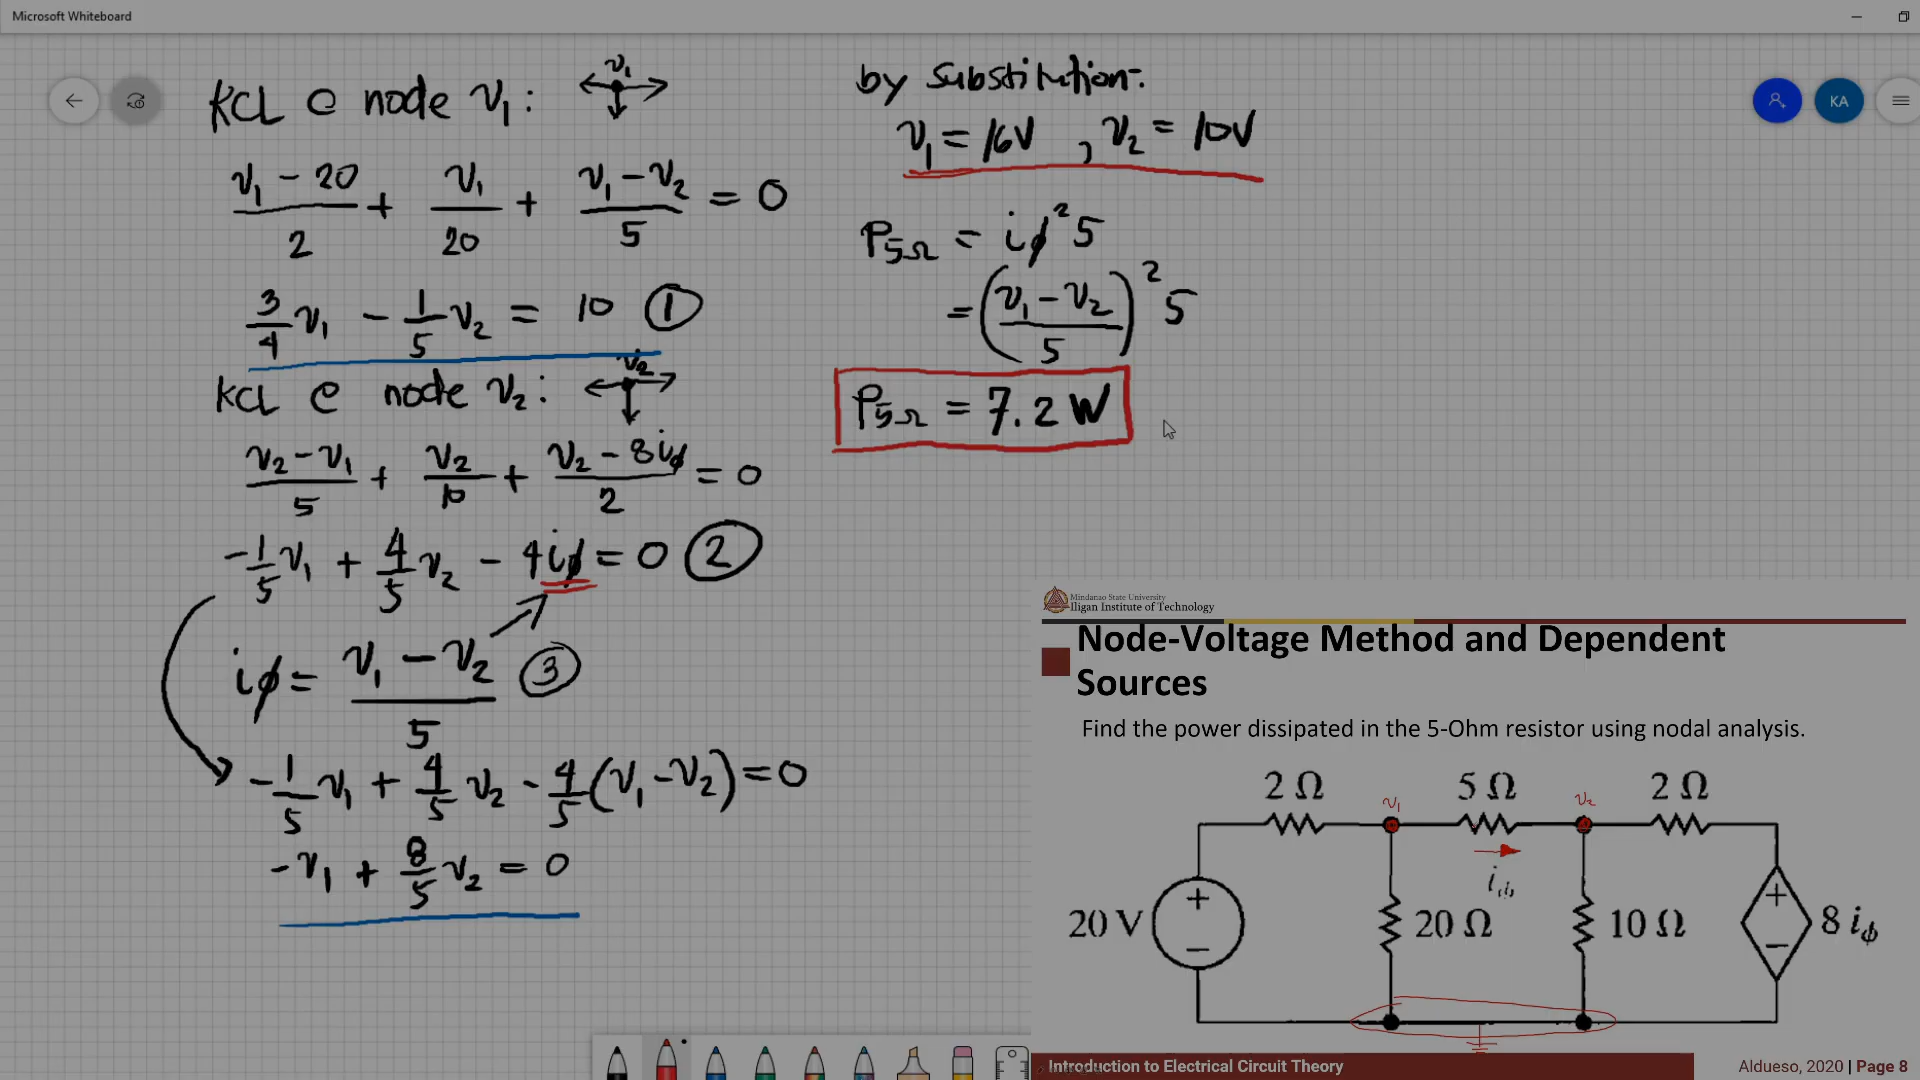 Microsoft Whiteboard
KCL @ node v₁: v₁
(v₁ - 20)/2 + v₁/20 + (v₁ - v₂)/5 = 0
3/4 v₁ - 1/5 v₂ = 10 ①
KCL @ node v₂: v₂
(v₂ - v₁)/5 + v₂/10 + (v₂ - 8iϕ)/2 = 0
-1/5 v₁ + 4/5 v₂ - 4iϕ = 0 ②
iϕ = (v₁ - v₂)/5 ③
-1/5 v₁ + 4/5 v₂ - 4/5 (v₁ - v₂) = 0
-v₁ + 8/5 v₂ = 0
by substitution:
v₁ = 16V , v₂ = 10V
P5Ω = iϕ² 5
= ((v₁ - v₂)/5)² 5
P5Ω = 7.2 W
KA
Mindanao State University
Iligan Institute of Technology
Node-Voltage Method and Dependent
Sources
Find the power dissipated in the 5-Ohm resistor using nodal analysis.
2 Ω v₁ 5 Ω v₂ 2 Ω
iϕ
20 V + - 20 Ω 10 Ω + - 8 iϕ
Introduction to Electrical Circuit Theory
Aldueso, 2020 | Page 8